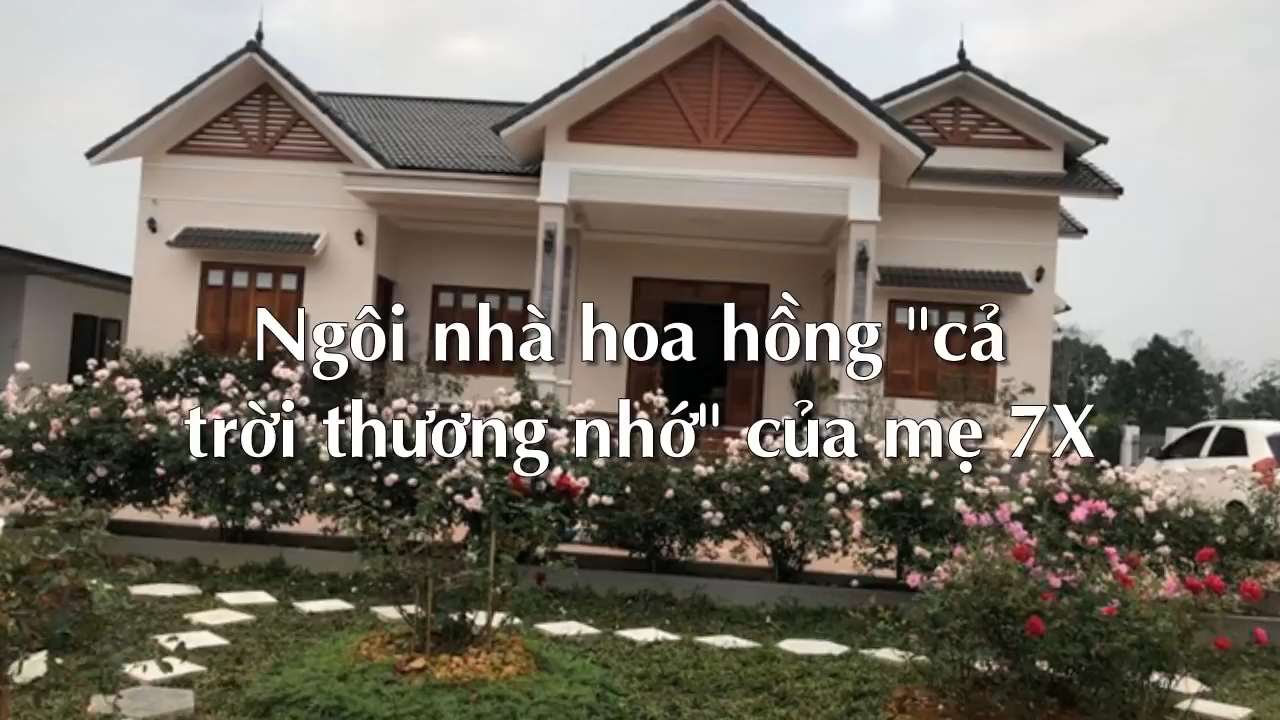 Ngôi nhà hoa hồng "cả
trời thương nhớ" của mẹ 7X